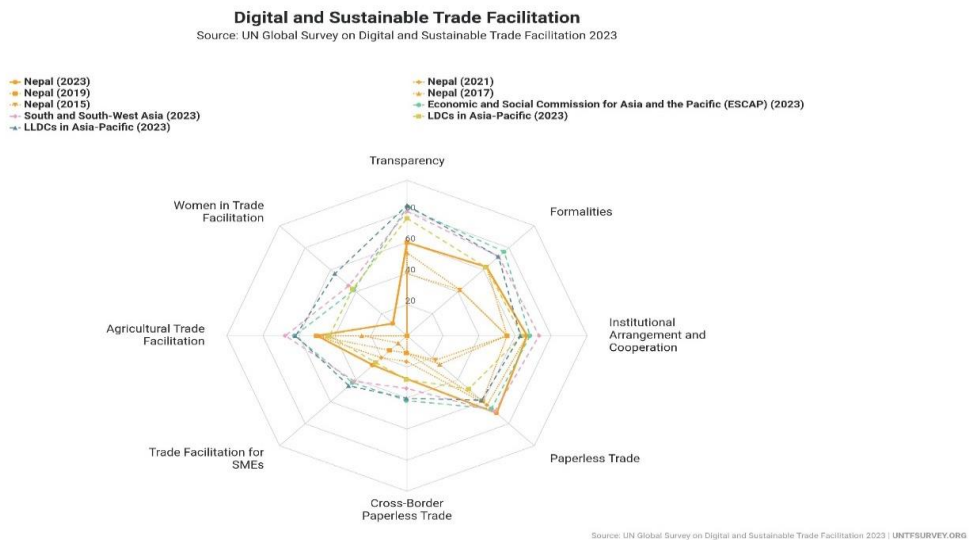 Digital and Sustainable Trade Facilitation
Source: UN Global Survey on Digital and Sustainable Trade Facilitation 2023
Nepal (2023)
Nepal (2019)
Nepal (2015)
South and South-West Asia (2023)
LLDCs in Asia-Pacific (2023)
Nepal (2021)
Nepal (2017)
Economic and Social Commission for Asia and the Pacific (ESCAP) (2023)
LDCs in Asia-Pacific (2023)
Transparency
Women in Trade
Facilitation
Formalities
80
60
40
20
Agricultural Trade
Facilitation
Institutional
Arrangement and
Cooperation
Trade Facilitation for
SMEs
Paperless Trade
Cross-Border
Paperless Trade
Source: UN Global Survey on Digital and Sustainable Trade Facilitation 2023 | UNTFSURVEY.ORG